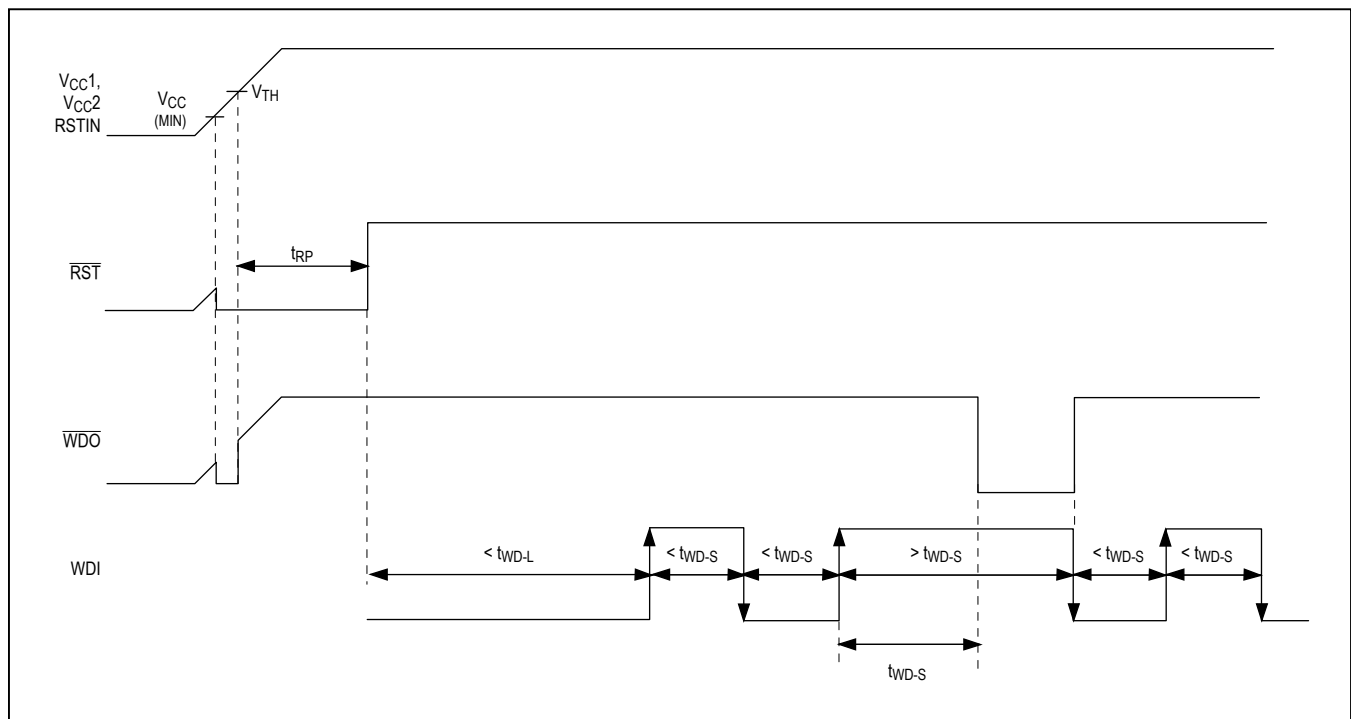 VCC1,
VCC2
RSTIN
VCC
(MIN)
VTH
tRP
RST
WDO
WDI
< tWD-L
< tWD-S
< tWD-S
> tWD-S
< tWD-S
< tWD-S
tWD-S